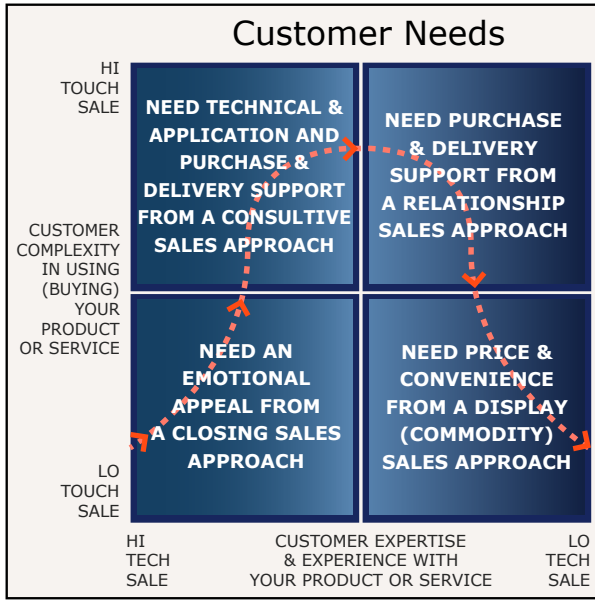 Customer Needs
HI
TOUCH
SALE
NEED TECHNICAL &
APPLICATION AND
PURCHASE &
DELIVERY SUPPORT
FROM A CONSULTIVE
SALES APPROACH
NEED PURCHASE
& DELIVERY
SUPPORT FROM
A RELATIONSHIP
SALES APPROACH
CUSTOMER
COMPLEXITY
IN USING
(BUYING)
YOUR
PRODUCT
OR SERVICE
NEED AN
EMOTIONAL
APPEAL FROM
A CLOSING SALES
APPROACH
NEED PRICE &
CONVENIENCE
FROM A DISPLAY
(COMMODITY)
SALES APPROACH
LO
TOUCH
SALE
HI
TECH
SALE
CUSTOMER EXPERTISE
& EXPERIENCE WITH
YOUR PRODUCT OR SERVICE
LO
TECH
SALE